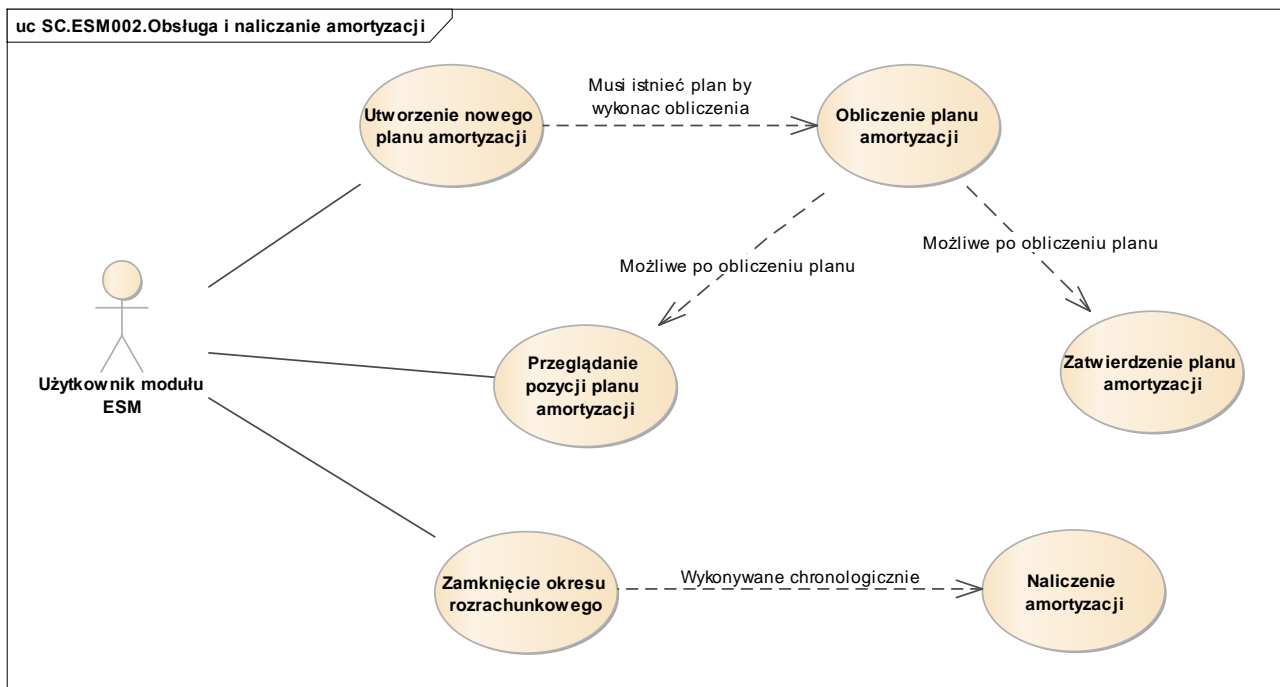 uc SC.ESM002.Obsługa i naliczanie amortyzacji
Musi istnieć plan by
wykonac obliczenia
Utworzenie nowego
planu amortyzacji
Obliczenie planu
amortyzacji
Możliwe po obliczeniu planu
Możliwe po obliczeniu planu
Użytkownik modułu
ESM
Przeglądanie
pozycji planu
amortyzacji
Zatwierdzenie planu
amortyzacji
Zamknięcie okresu
rozrachunkowego
Wykonywane chronologicznie
Naliczenie
amortyzacji